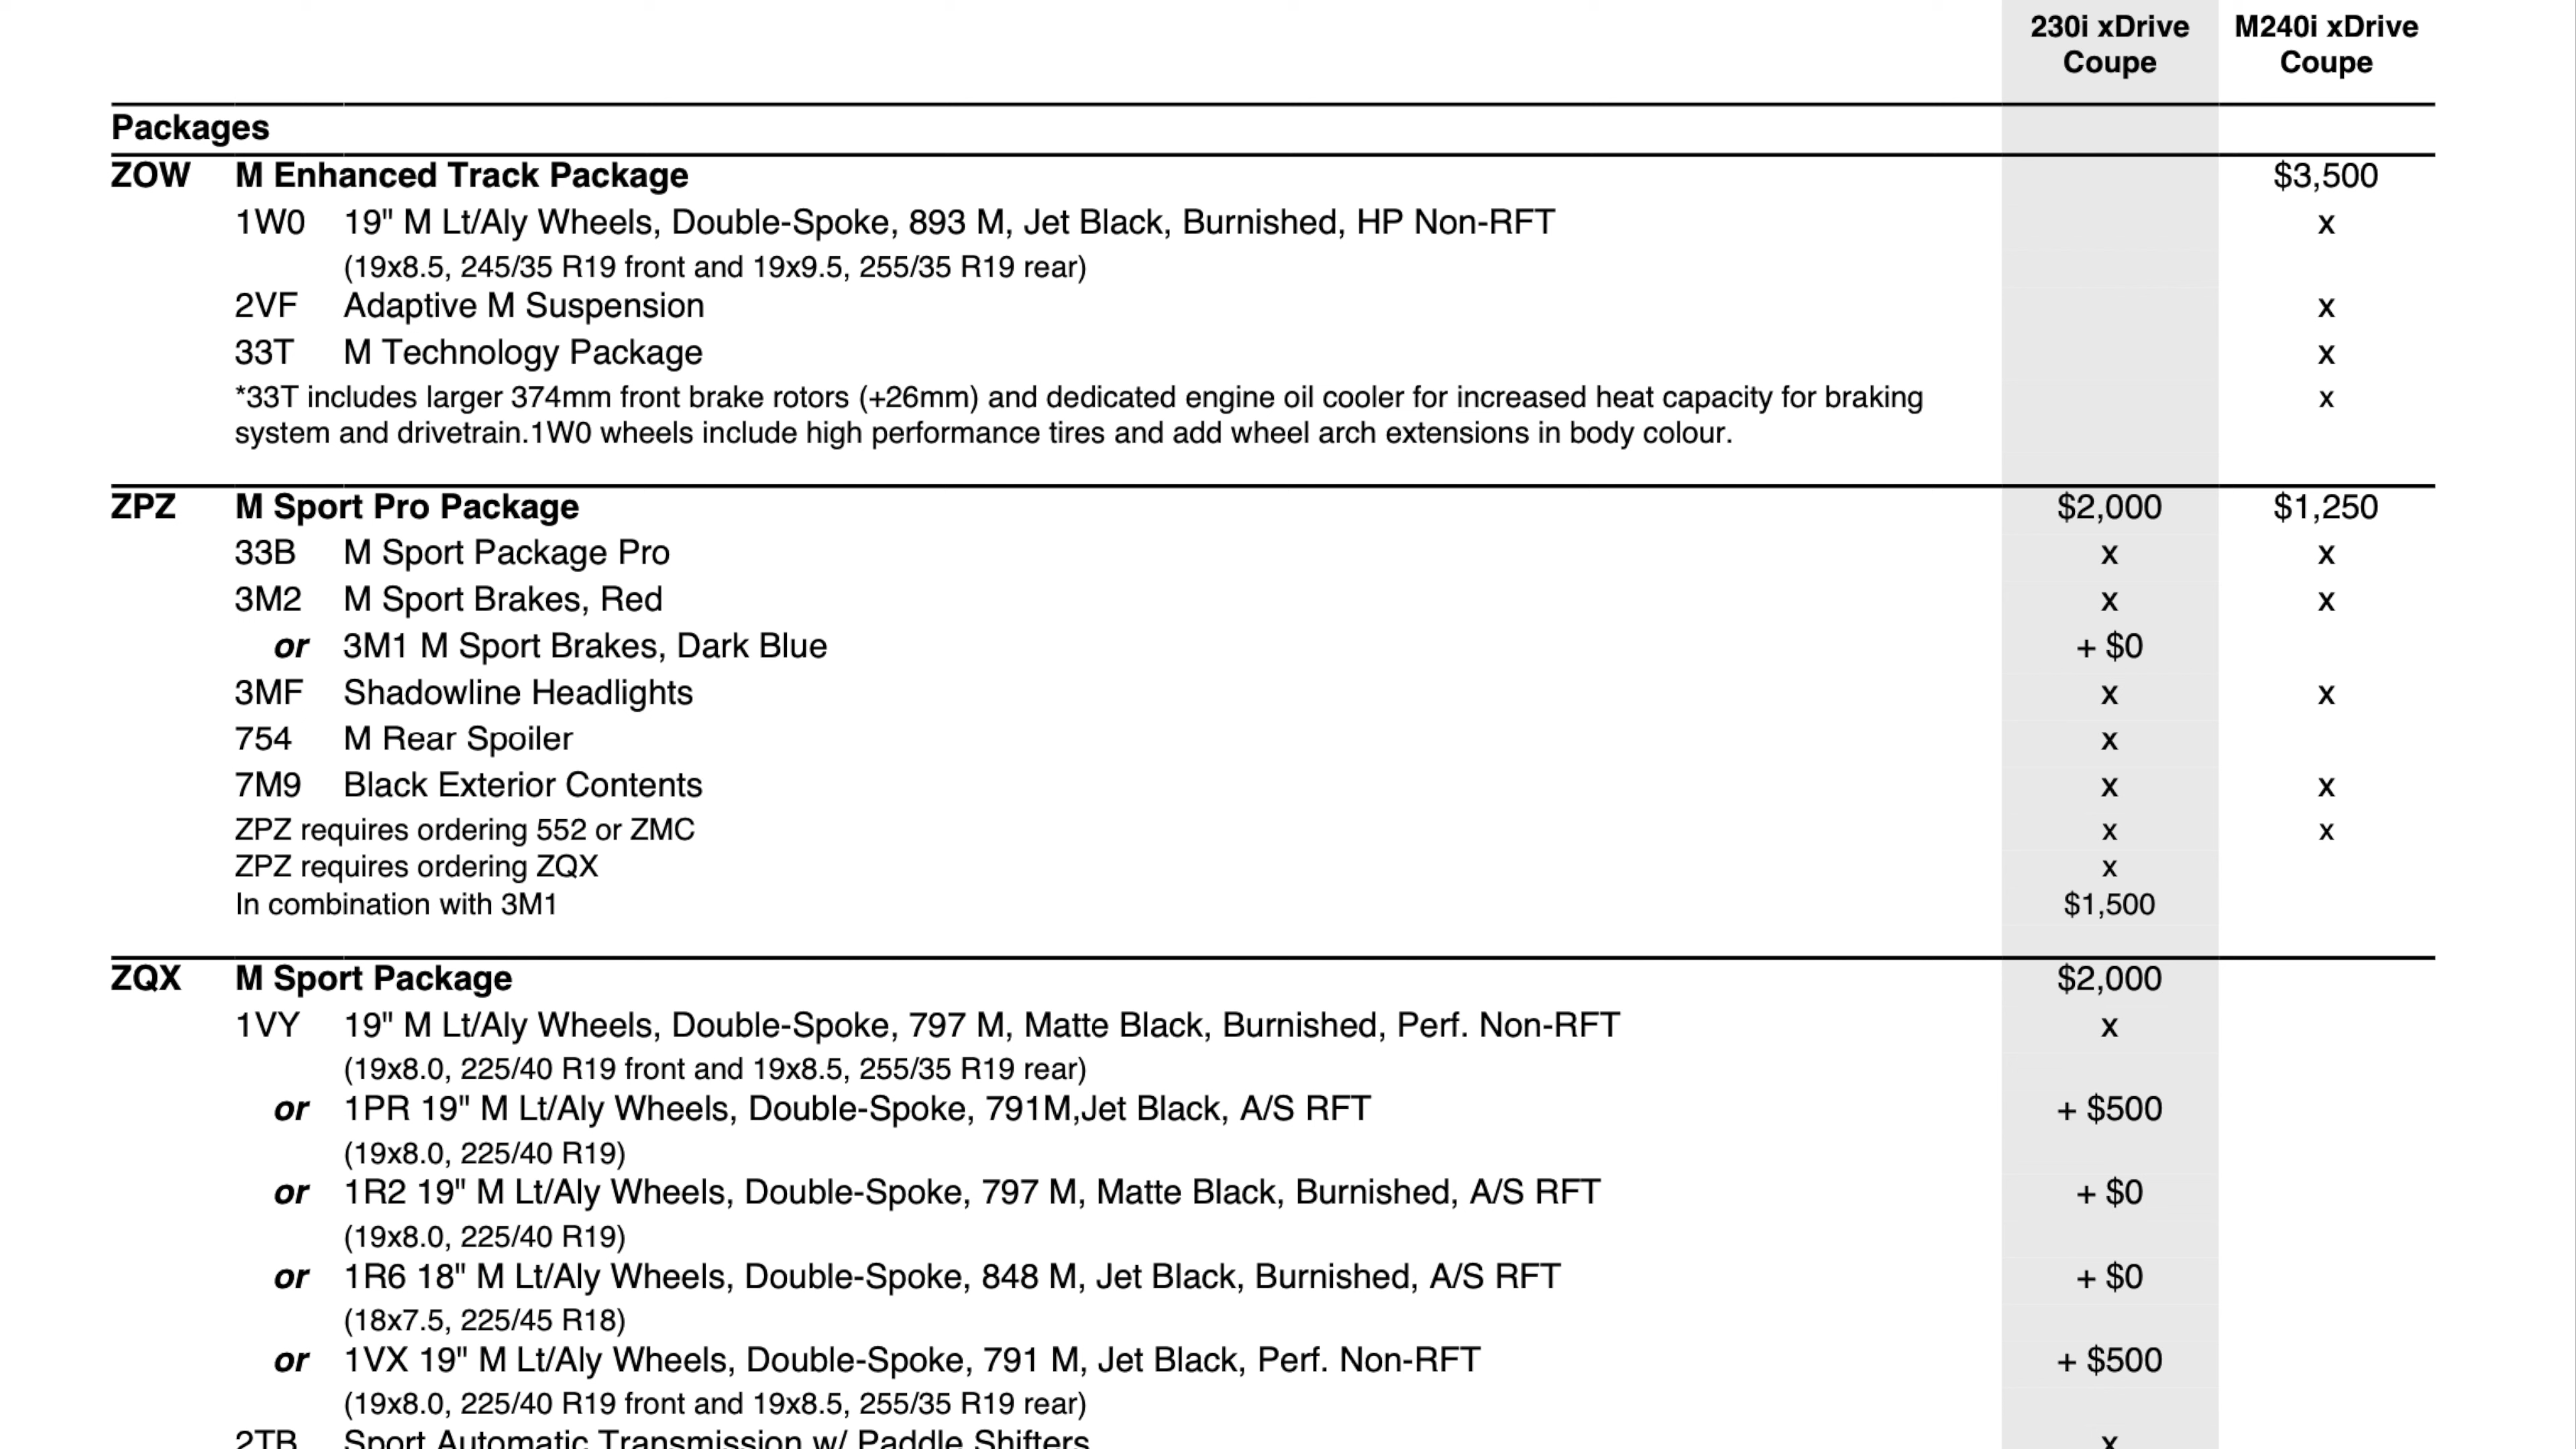 230i xDrive Coupe M240i xDrive Coupe
Packages
ZOW M Enhanced Track Package $3,500
1W0 19" M Lt/Aly Wheels, Double-Spoke, 893 M, Jet Black, Burnished, HP Non-RFT x
(19x8.5, 245/35 R19 front and 19x9.5, 255/35 R19 rear)
2VF Adaptive M Suspension x
33T M Technology Package x
*33T includes larger 374mm front brake rotors (+26mm) and dedicated engine oil cooler for increased heat capacity for braking x
system and drivetrain.1W0 wheels include high performance tires and add wheel arch extensions in body colour.
ZPZ M Sport Pro Package $2,000 $1,250
33B M Sport Package Pro x x
3M2 M Sport Brakes, Red x x
or 3M1 M Sport Brakes, Dark Blue + $0
3MF Shadowline Headlights x x
754 M Rear Spoiler x
7M9 Black Exterior Contents x x
ZPZ requires ordering 552 or ZMC x x
ZPZ requires ordering ZQX x
In combination with 3M1 $1,500
ZQX M Sport Package $2,000
1VY 19" M Lt/Aly Wheels, Double-Spoke, 797 M, Matte Black, Burnished, Perf. Non-RFT x
(19x8.0, 225/40 R19 front and 19x8.5, 255/35 R19 rear)
or 1PR 19" M Lt/Aly Wheels, Double-Spoke, 791M,Jet Black, A/S RFT + $500
(19x8.0, 225/40 R19)
or 1R2 19" M Lt/Aly Wheels, Double-Spoke, 797 M, Matte Black, Burnished, A/S RFT + $0
(19x8.0, 225/40 R19)
or 1R6 18" M Lt/Aly Wheels, Double-Spoke, 848 M, Jet Black, Burnished, A/S RFT + $0
(18x7.5, 225/45 R18)
or 1VX 19" M Lt/Aly Wheels, Double-Spoke, 791 M, Jet Black, Perf. Non-RFT + $500
(19x8.0, 225/40 R19 front and 19x8.5, 255/35 R19 rear)
2TB Sport Automatic Transmission w/ Paddle Shifters x